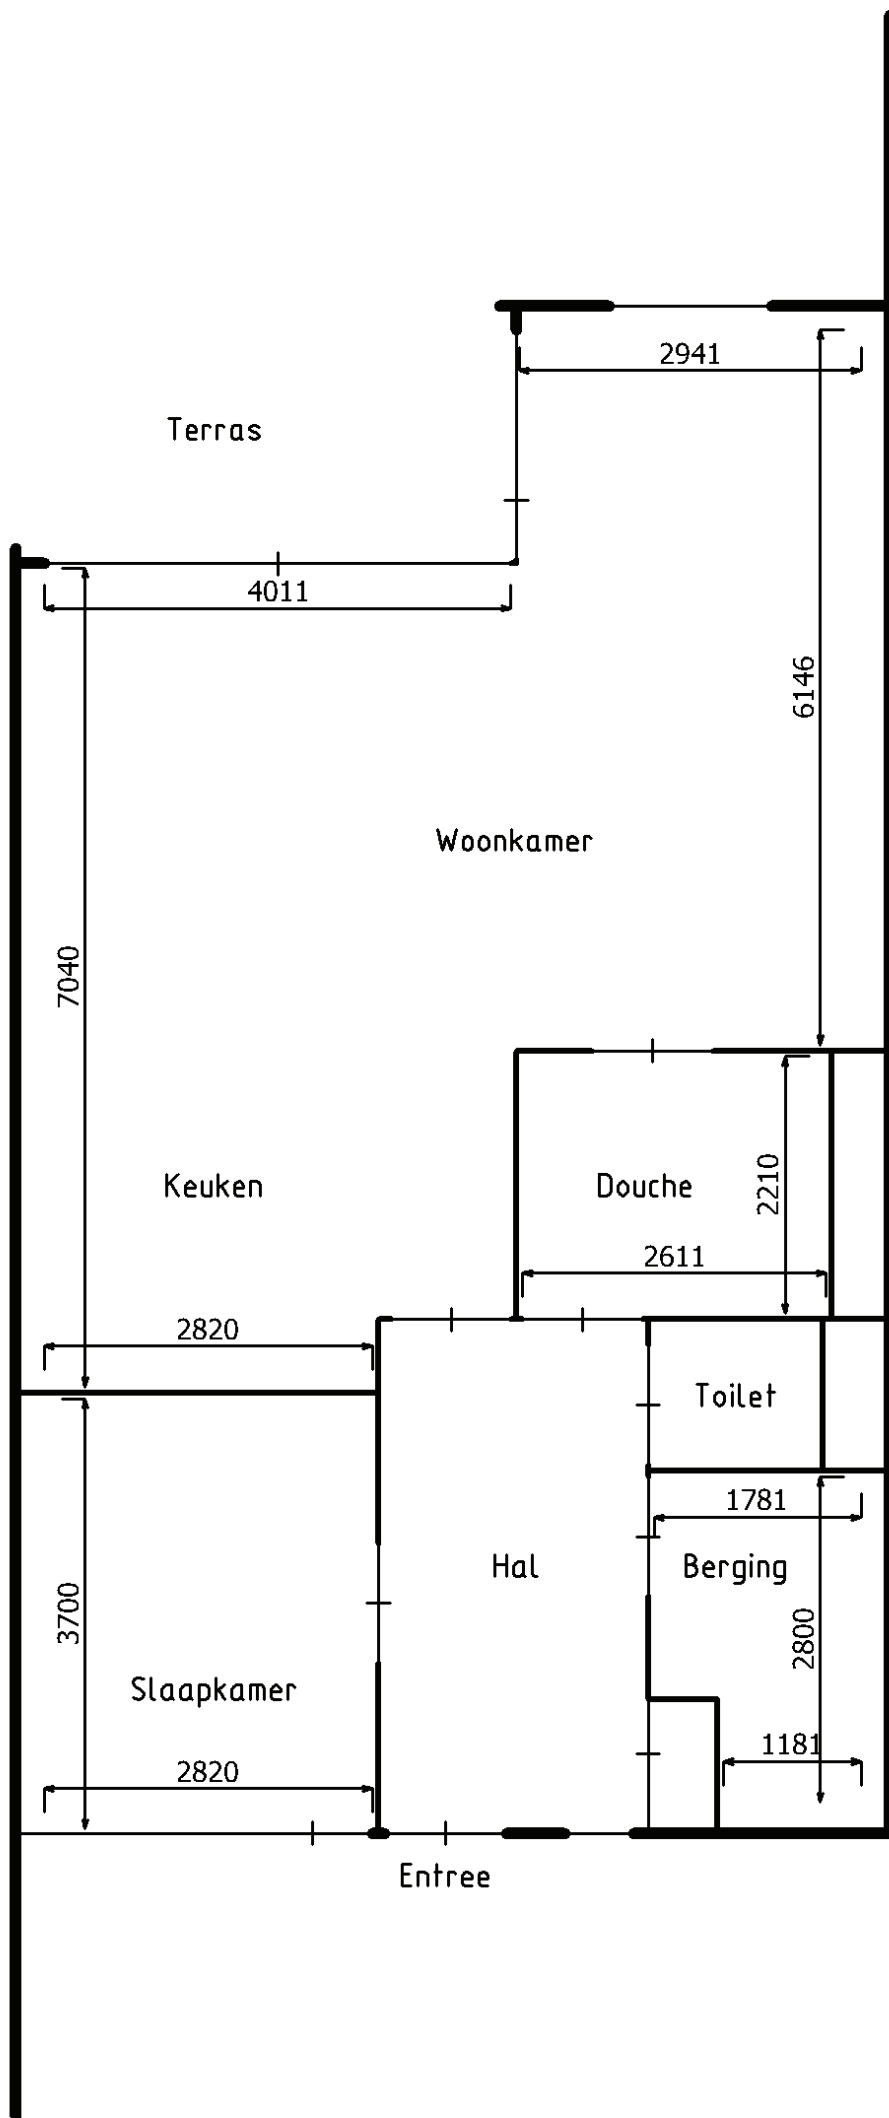 2941
Terras
4011
6146
Woonkamer
7040
Keuken
Douche
2210
2611
2820
Toilet
1781
Hal
Berging
3700
2800
Slaapkamer
1181
2820
Entree